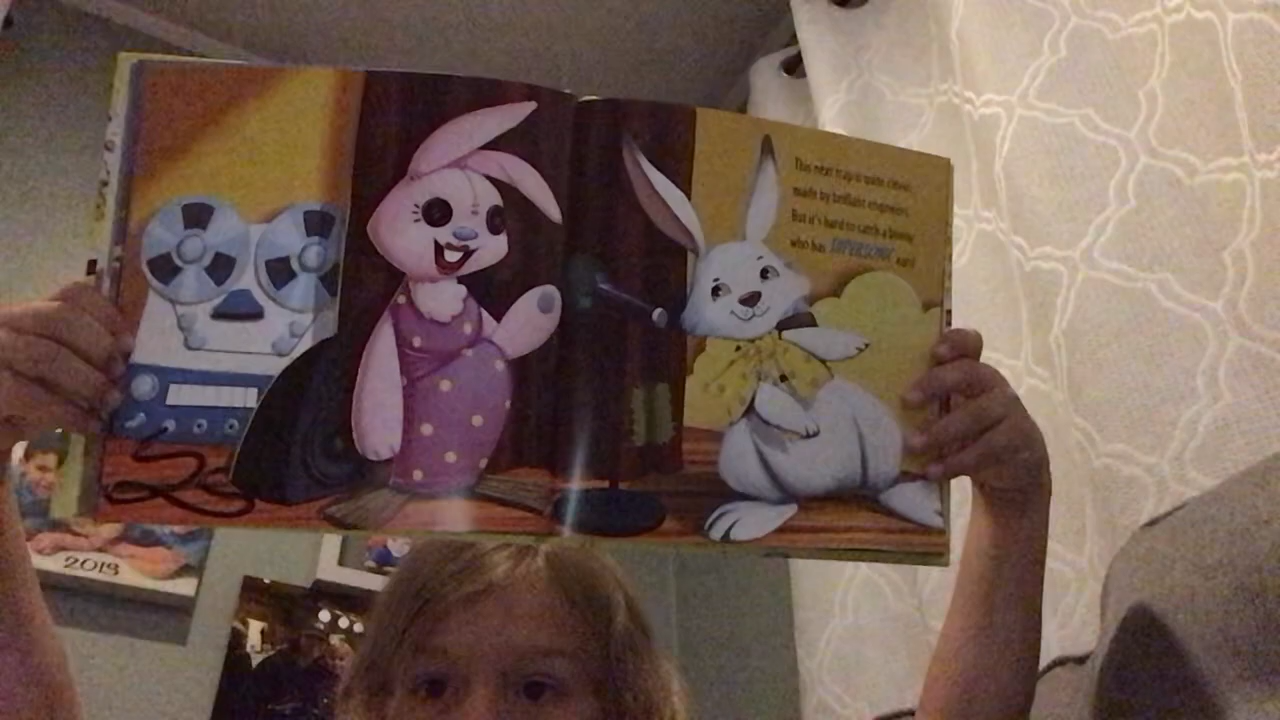 This next trap is quite clever,
made by brilliant engineers.
But it's hard to catch a bunny
who has SUPERSONIC ears!
2013